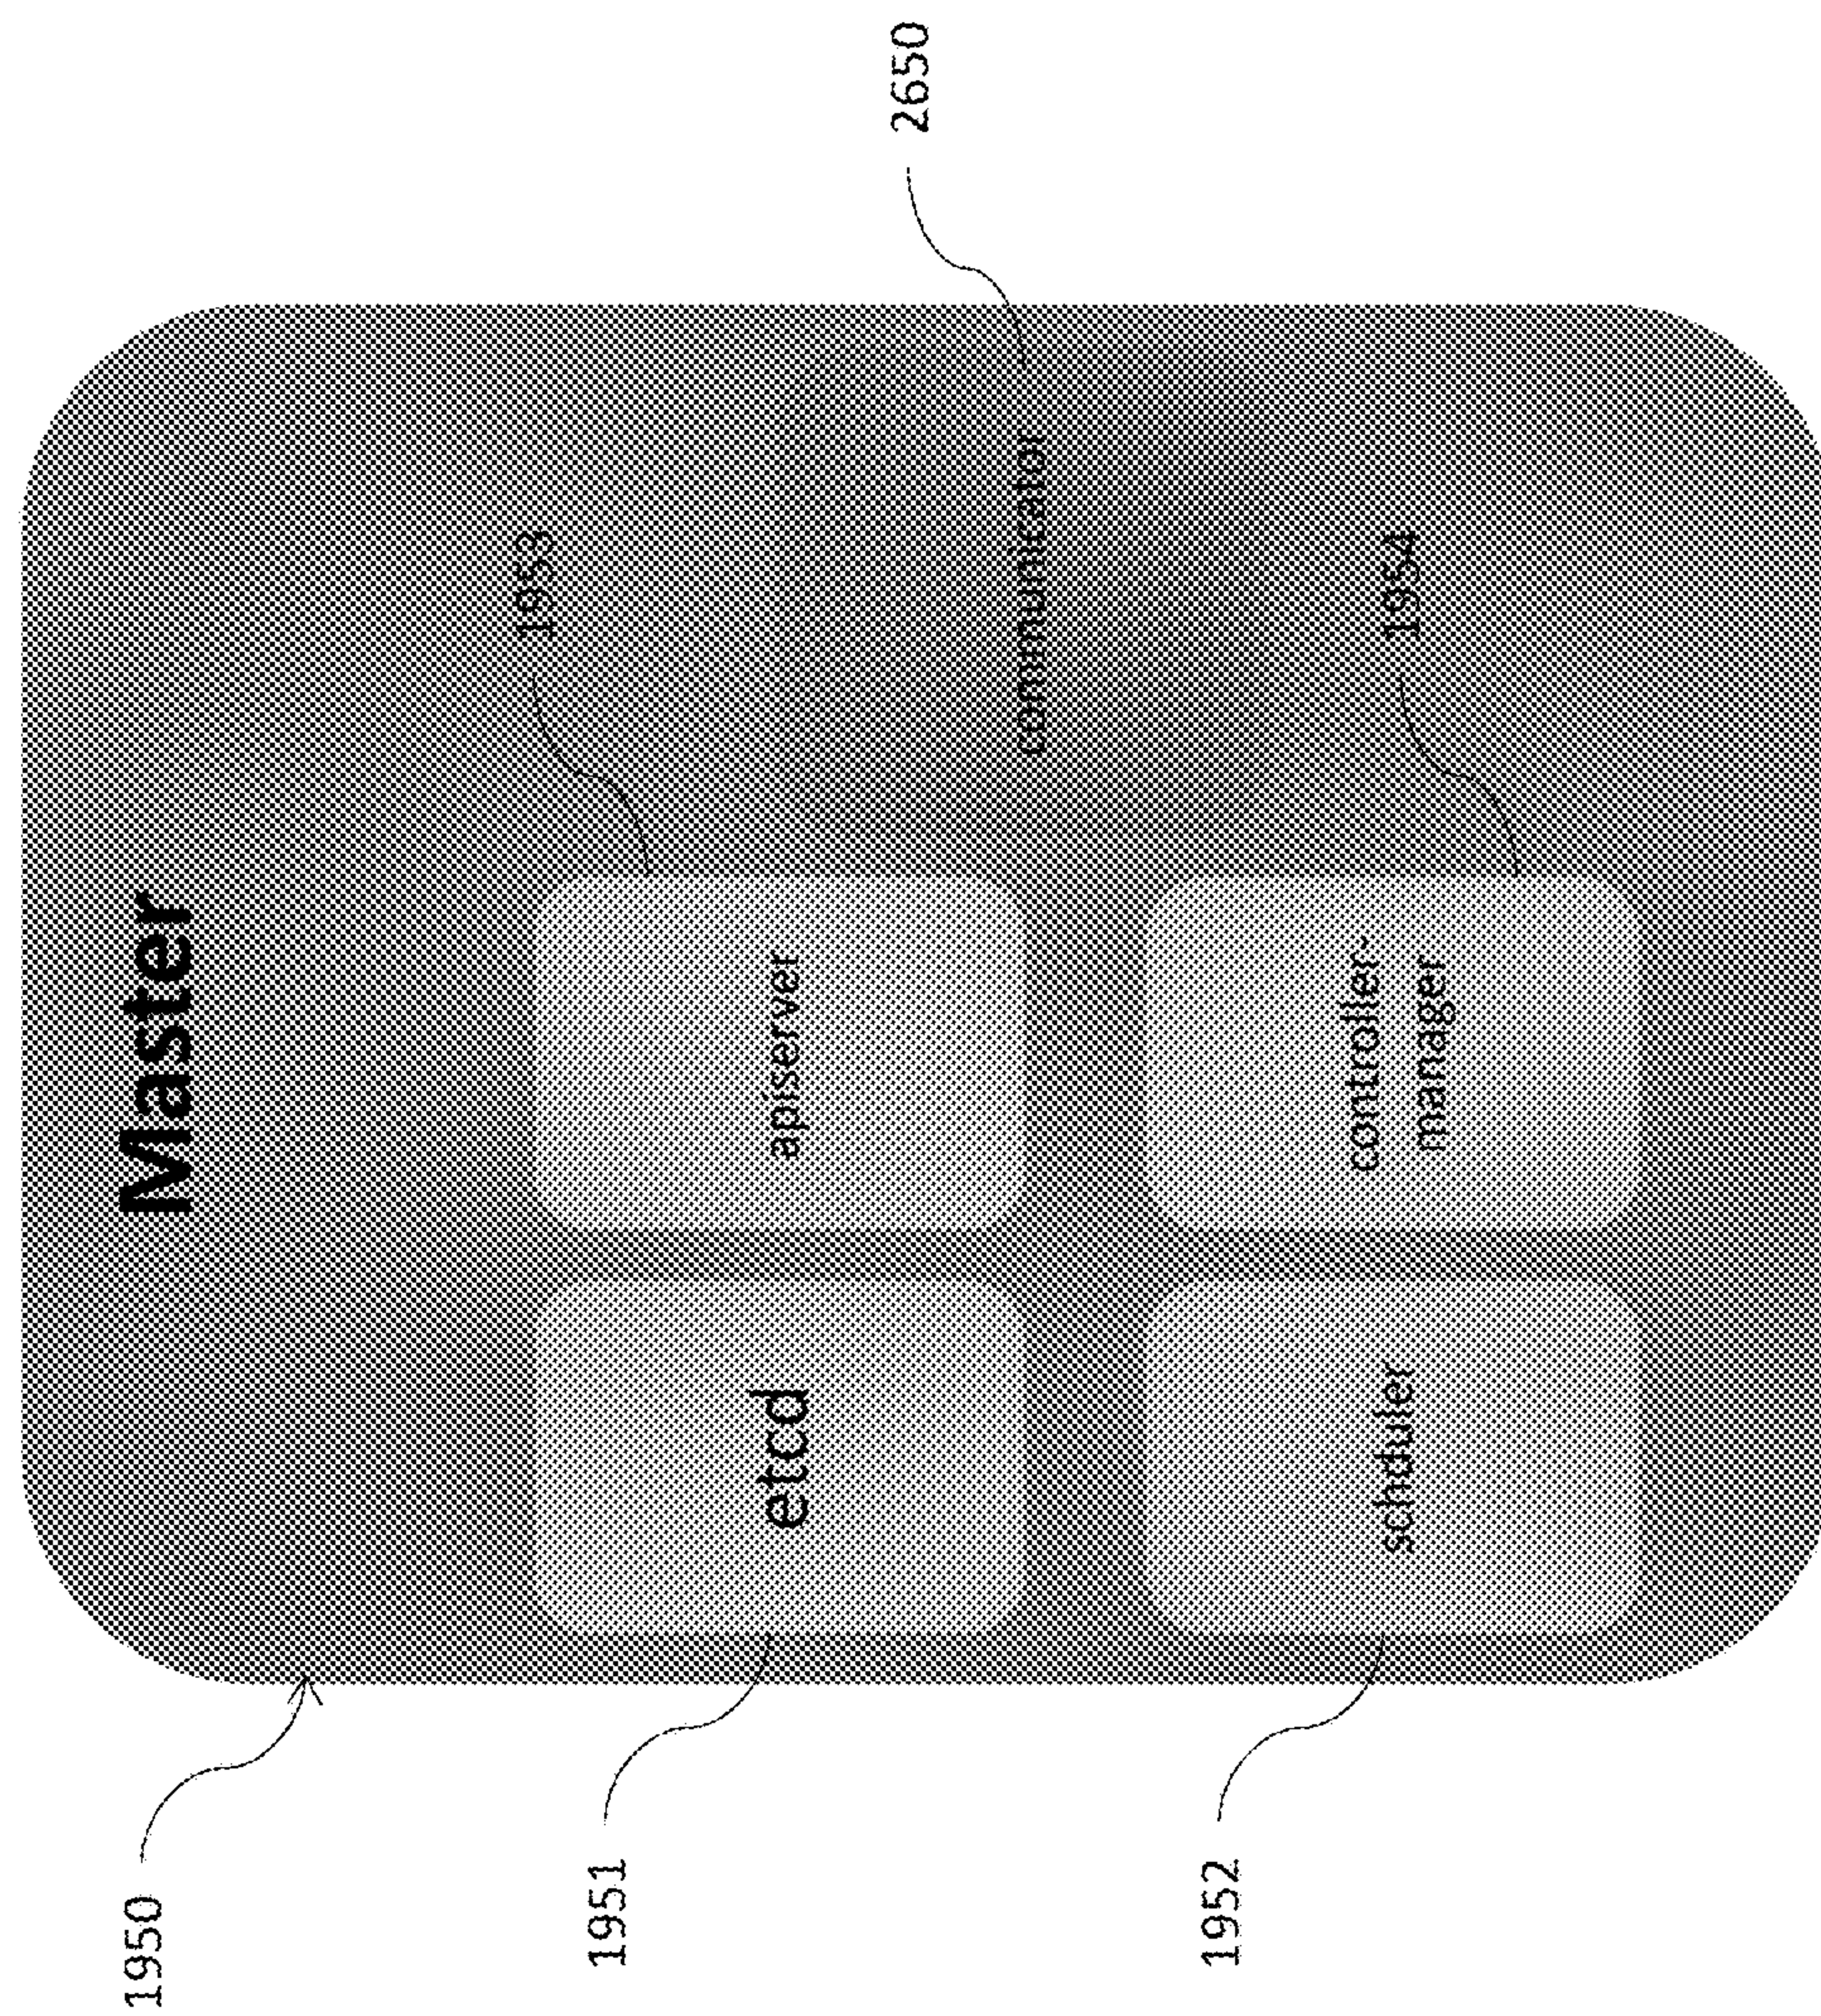 1950
Master
1953
1951
etcd
apiserver
2650
communicator
1952
1954
schduler
controller-
manager